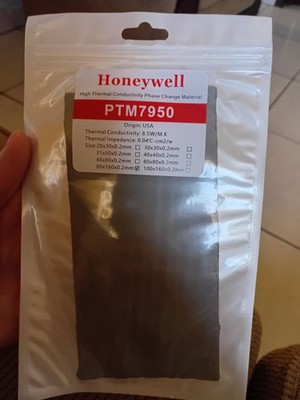 Honeywell
High Thermal Conductivity Phase Change Material
PTM7950
Origin: USA
Thermal Conductivity: 8.5W/M.K
Thermal Impedance: 0.04℃·cm2/w
Size:20x30x0.2mm ☐ 30x30x0.2mm ☐
31x50x0.2mm ☐ 40x40x0.2mm ☐
40x80x0.2mm ☐ 80x80x0.2mm ☐
80x160x0.2mm ☑ 100x160x0.2mm ☐